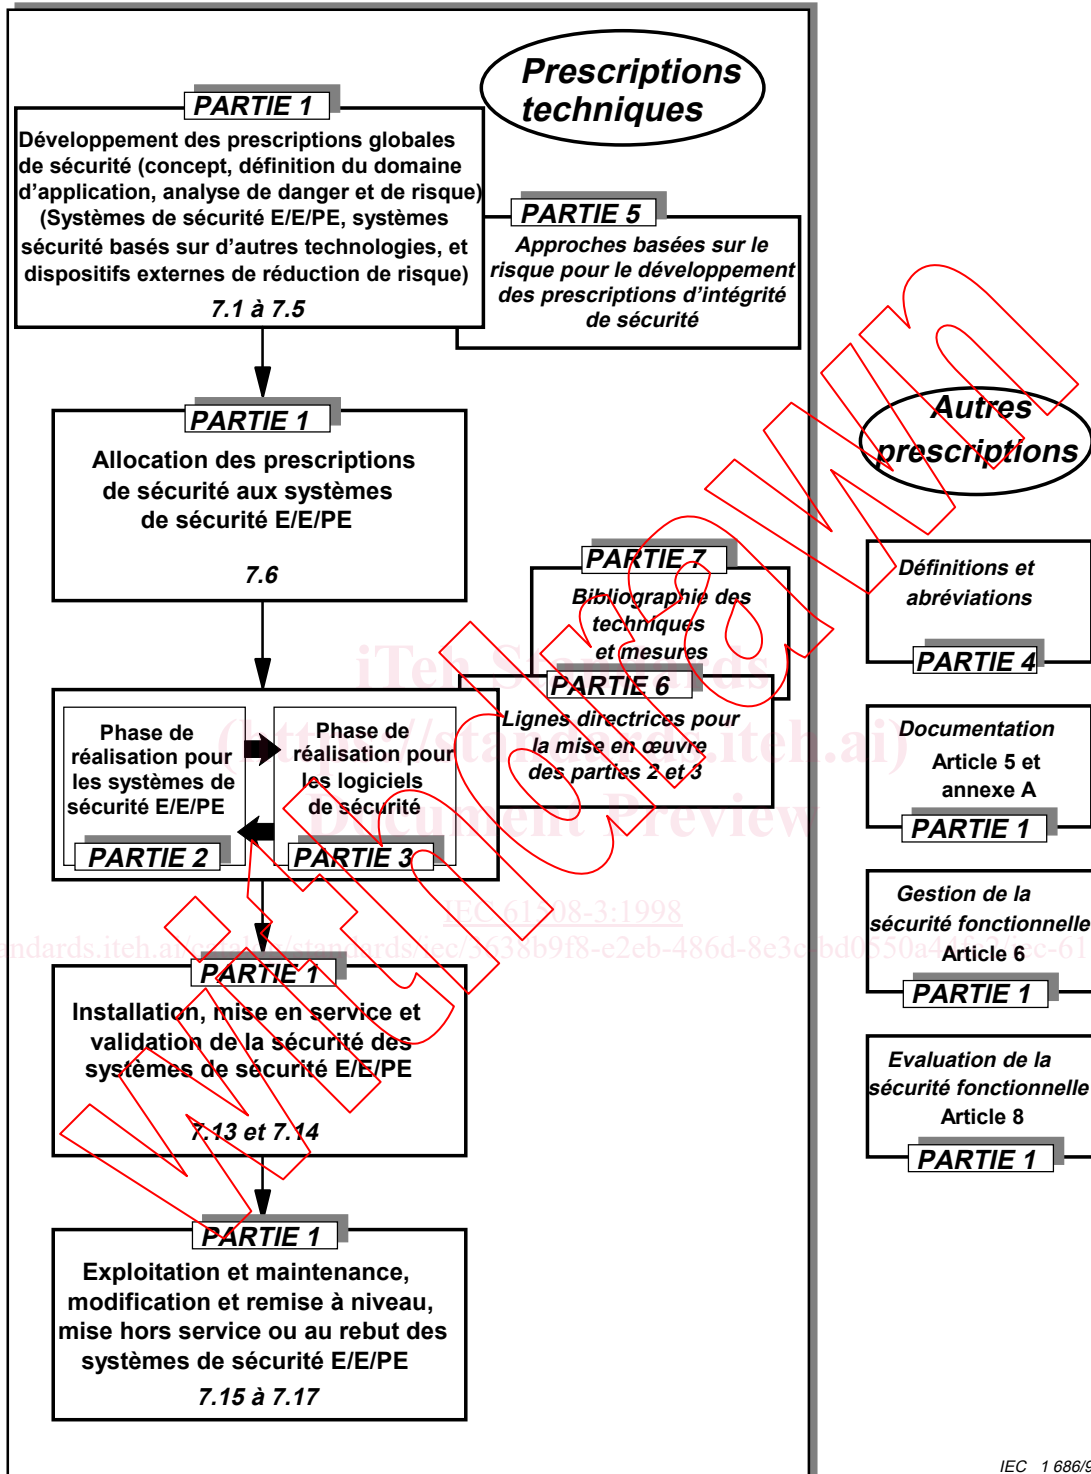 Prescriptions
techniques
PARTIE 1
Développement des prescriptions globales
de sécurité (concept, définition du domaine
d’application, analyse de danger et de risque)
(Systèmes de sécurité E/E/PE, systèmes
sécurité basés sur d’autres technologies, et
dispositifs externes de réduction de risque)
7.1 à 7.5
PARTIE 5
Approches basées sur le
risque pour le développement
des prescriptions d’intégrité
de sécurité
PARTIE 1
Allocation des prescriptions
de sécurité aux systèmes
de sécurité E/E/PE
7.6
PARTIE 7
Bibliographie des
techniques
et mesures
PARTIE 6
Lignes directrices pour
la mise en œuvre
des parties 2 et 3
Phase de
réalisation pour
les systèmes de
sécurité E/E/PE
PARTIE 2
Phase de
réalisation pour
les logiciels
de sécurité
PARTIE 3
PARTIE 1
Installation, mise en service et
validation de la sécurité des
systèmes de sécurité E/E/PE
7.13 et 7.14
PARTIE 1
Exploitation et maintenance,
modification et remise à niveau,
mise hors service ou au rebut des
systèmes de sécurité E/E/PE
7.15 à 7.17
Autres
prescriptions
Définitions et
abréviations
PARTIE 4
Documentation
Article 5 et
annexe A
PARTIE 1
Gestion de la
sécurité fonctionnelle
Article 6
PARTIE 1
Evaluation de la
sécurité fonctionnelle
Article 8
PARTIE 1
iTeh Standards
(https://standards.iteh.ai)
Document Preview
IEC 61508-3:1998
Withdrawn
IEC 1 686/9